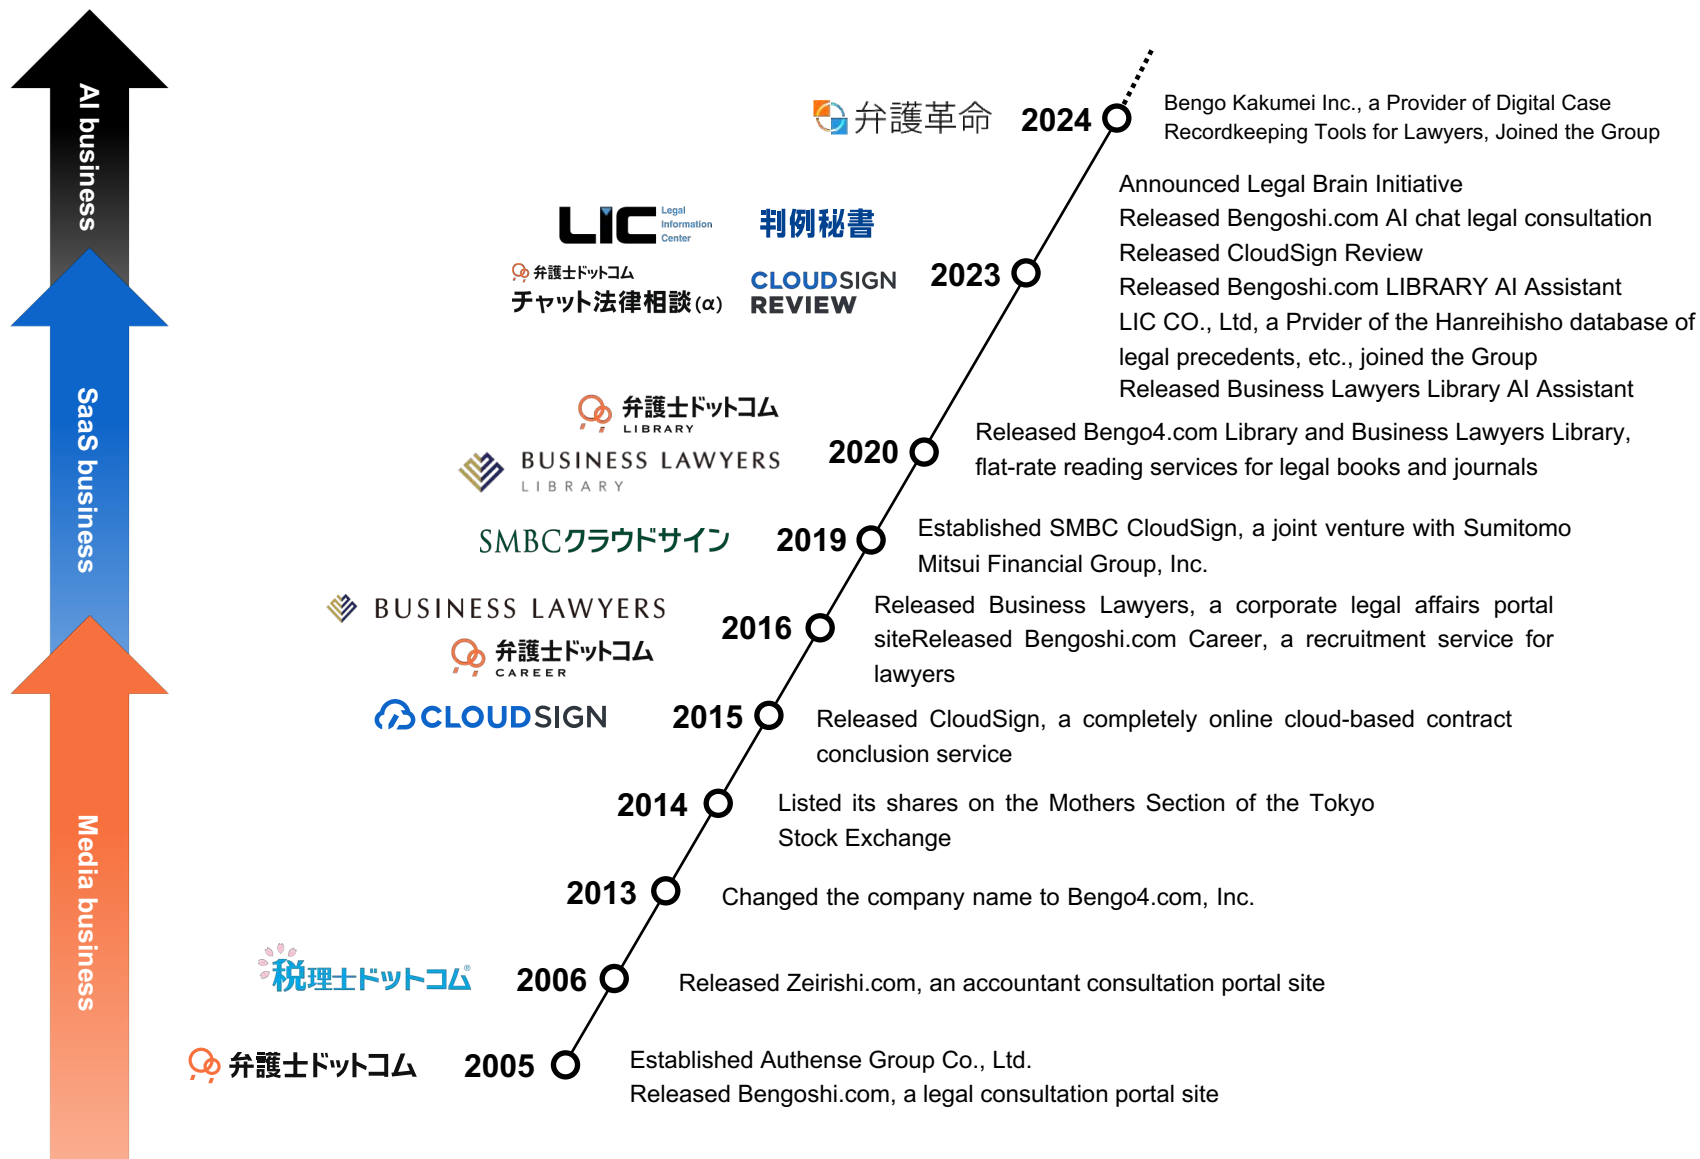 AI business
SaaS business
Media business
弁護革命
2024
Bengo Kakumei Inc., a Provider of Digital Case
Recordkeeping Tools for Lawyers, Joined the Group
LIC Legal
Information
Center
判例秘書
弁護士ドットコム
チャット法律相談(α)
CLOUDSIGN
REVIEW
2023
Announced Legal Brain Initiative
Released Bengoshi.com AI chat legal consultation
Released CloudSign Review
Released Bengoshi.com LIBRARY AI Assistant
LIC CO., Ltd, a Prvider of the Hanreihisho database of
legal precedents, etc., joined the Group
Released Business Lawyers Library AI Assistant
弁護士ドットコム
LIBRARY
BUSINESS LAWYERS
LIBRARY
2020
Released Bengo4.com Library and Business Lawyers Library,
flat-rate reading services for legal books and journals
SMBCクラウドサイン
2019
Established SMBC CloudSign, a joint venture with Sumitomo
Mitsui Financial Group, Inc.
BUSINESS LAWYERS
弁護士ドットコム
CAREER
2016
Released Business Lawyers, a corporate legal affairs portal
siteReleased Bengoshi.com Career, a recruitment service for
lawyers
CLOUDSIGN
2015
Released CloudSign, a completely online cloud-based contract
conclusion service
2014
Listed its shares on the Mothers Section of the Tokyo
Stock Exchange
2013
Changed the company name to Bengo4.com, Inc.
税理士ドットコム®
2006
Released Zeirishi.com, an accountant consultation portal site
弁護士ドットコム
2005
Established Authense Group Co., Ltd.
Released Bengoshi.com, a legal consultation portal site